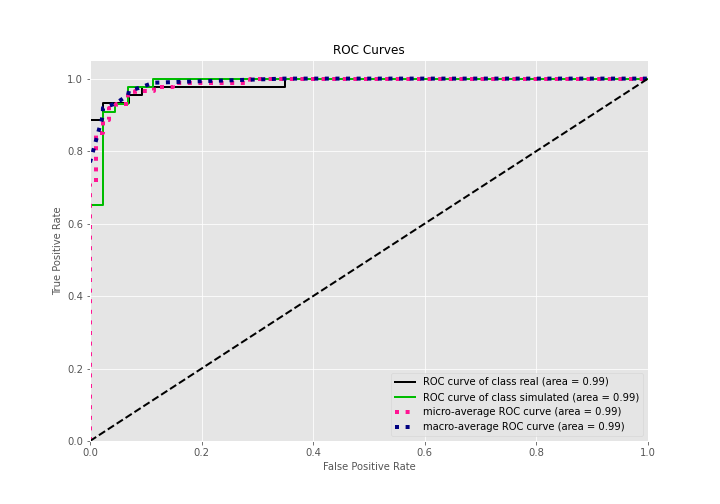 ROC Curves
True Positive Rate
1.0
0.8
0.6
0.4
0.2
0.0
0.0 0.2 0.4 0.6 0.8 1.0
False Positive Rate
ROC curve of class real (area = 0.99)
ROC curve of class simulated (area = 0.99)
micro-average ROC curve (area = 0.99)
macro-average ROC curve (area = 0.99)